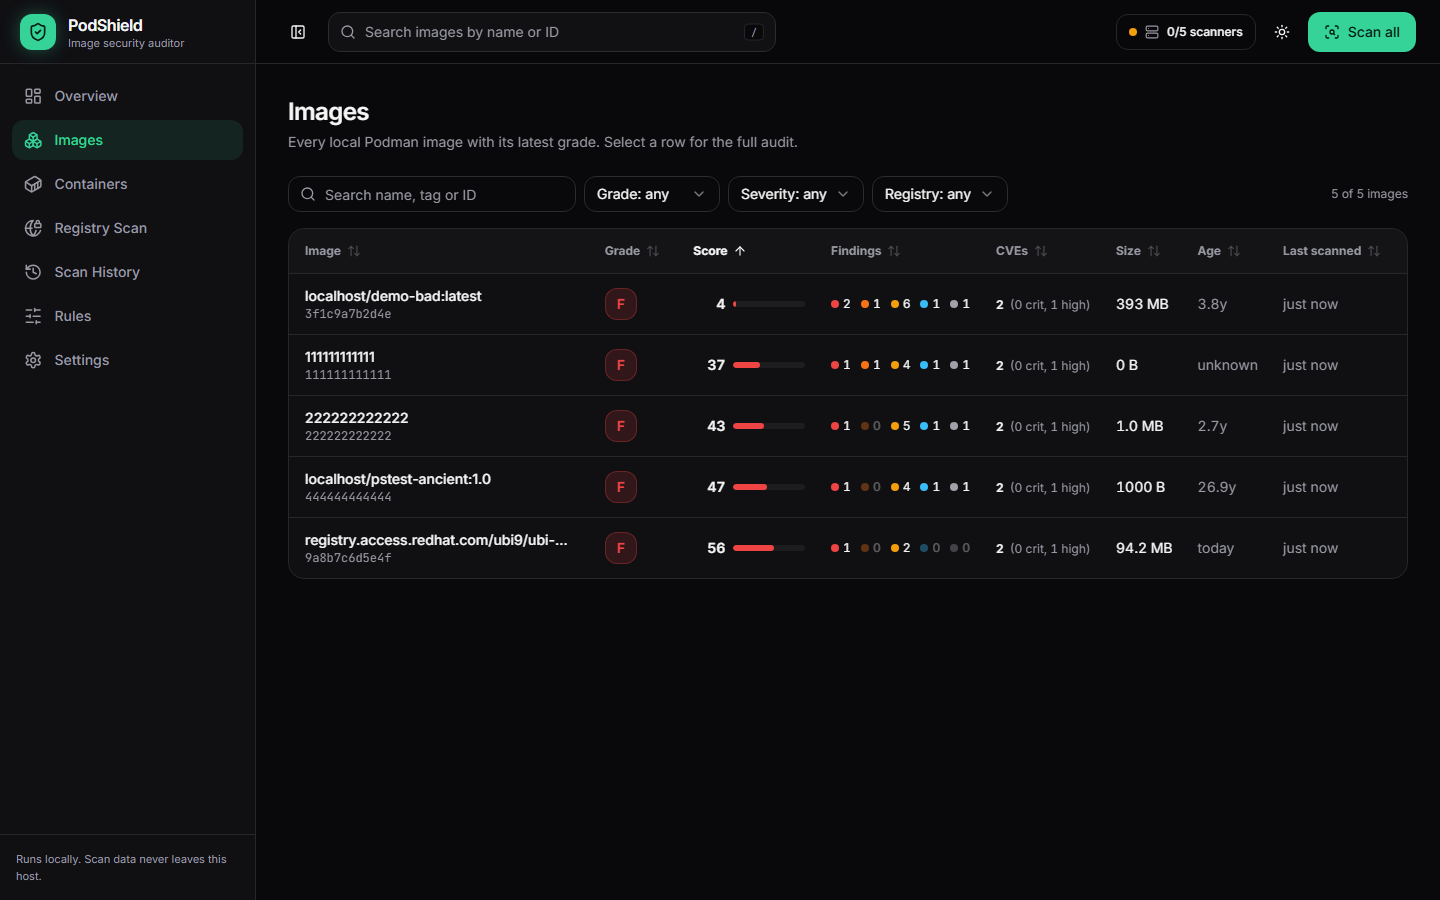 PodShield
Image security auditor
Search images by name or ID
/
0/5 scanners
Scan all
Overview
Images
Containers
Registry Scan
Scan History
Rules
Settings
Runs locally. Scan data never leaves this
host.
Images
Every local Podman image with its latest grade. Select a row for the full audit.
Search name, tag or ID
Grade: any
Severity: any
Registry: any
5 of 5 images
Image Grade Score Findings CVEs Size Age Last scanned
localhost/demo-bad:latest
3f1c9a7b2d4e
F 4 2 1 6 1 1 2 (0 crit, 1 high) 393 MB 3.8y just now
111111111111
111111111111
F 37 1 1 4 1 1 2 (0 crit, 1 high) 0 B unknown just now
222222222222
222222222222
F 43 1 0 5 1 1 2 (0 crit, 1 high) 1.0 MB 2.7y just now
localhost/pstest-ancient:1.0
444444444444
F 47 1 0 4 1 1 2 (0 crit, 1 high) 1000 B 26.9y just now
registry.access.redhat.com/ubi9/ubi-...
9a8b7c6d5e4f
F 56 1 0 2 0 0 2 (0 crit, 1 high) 94.2 MB today just now